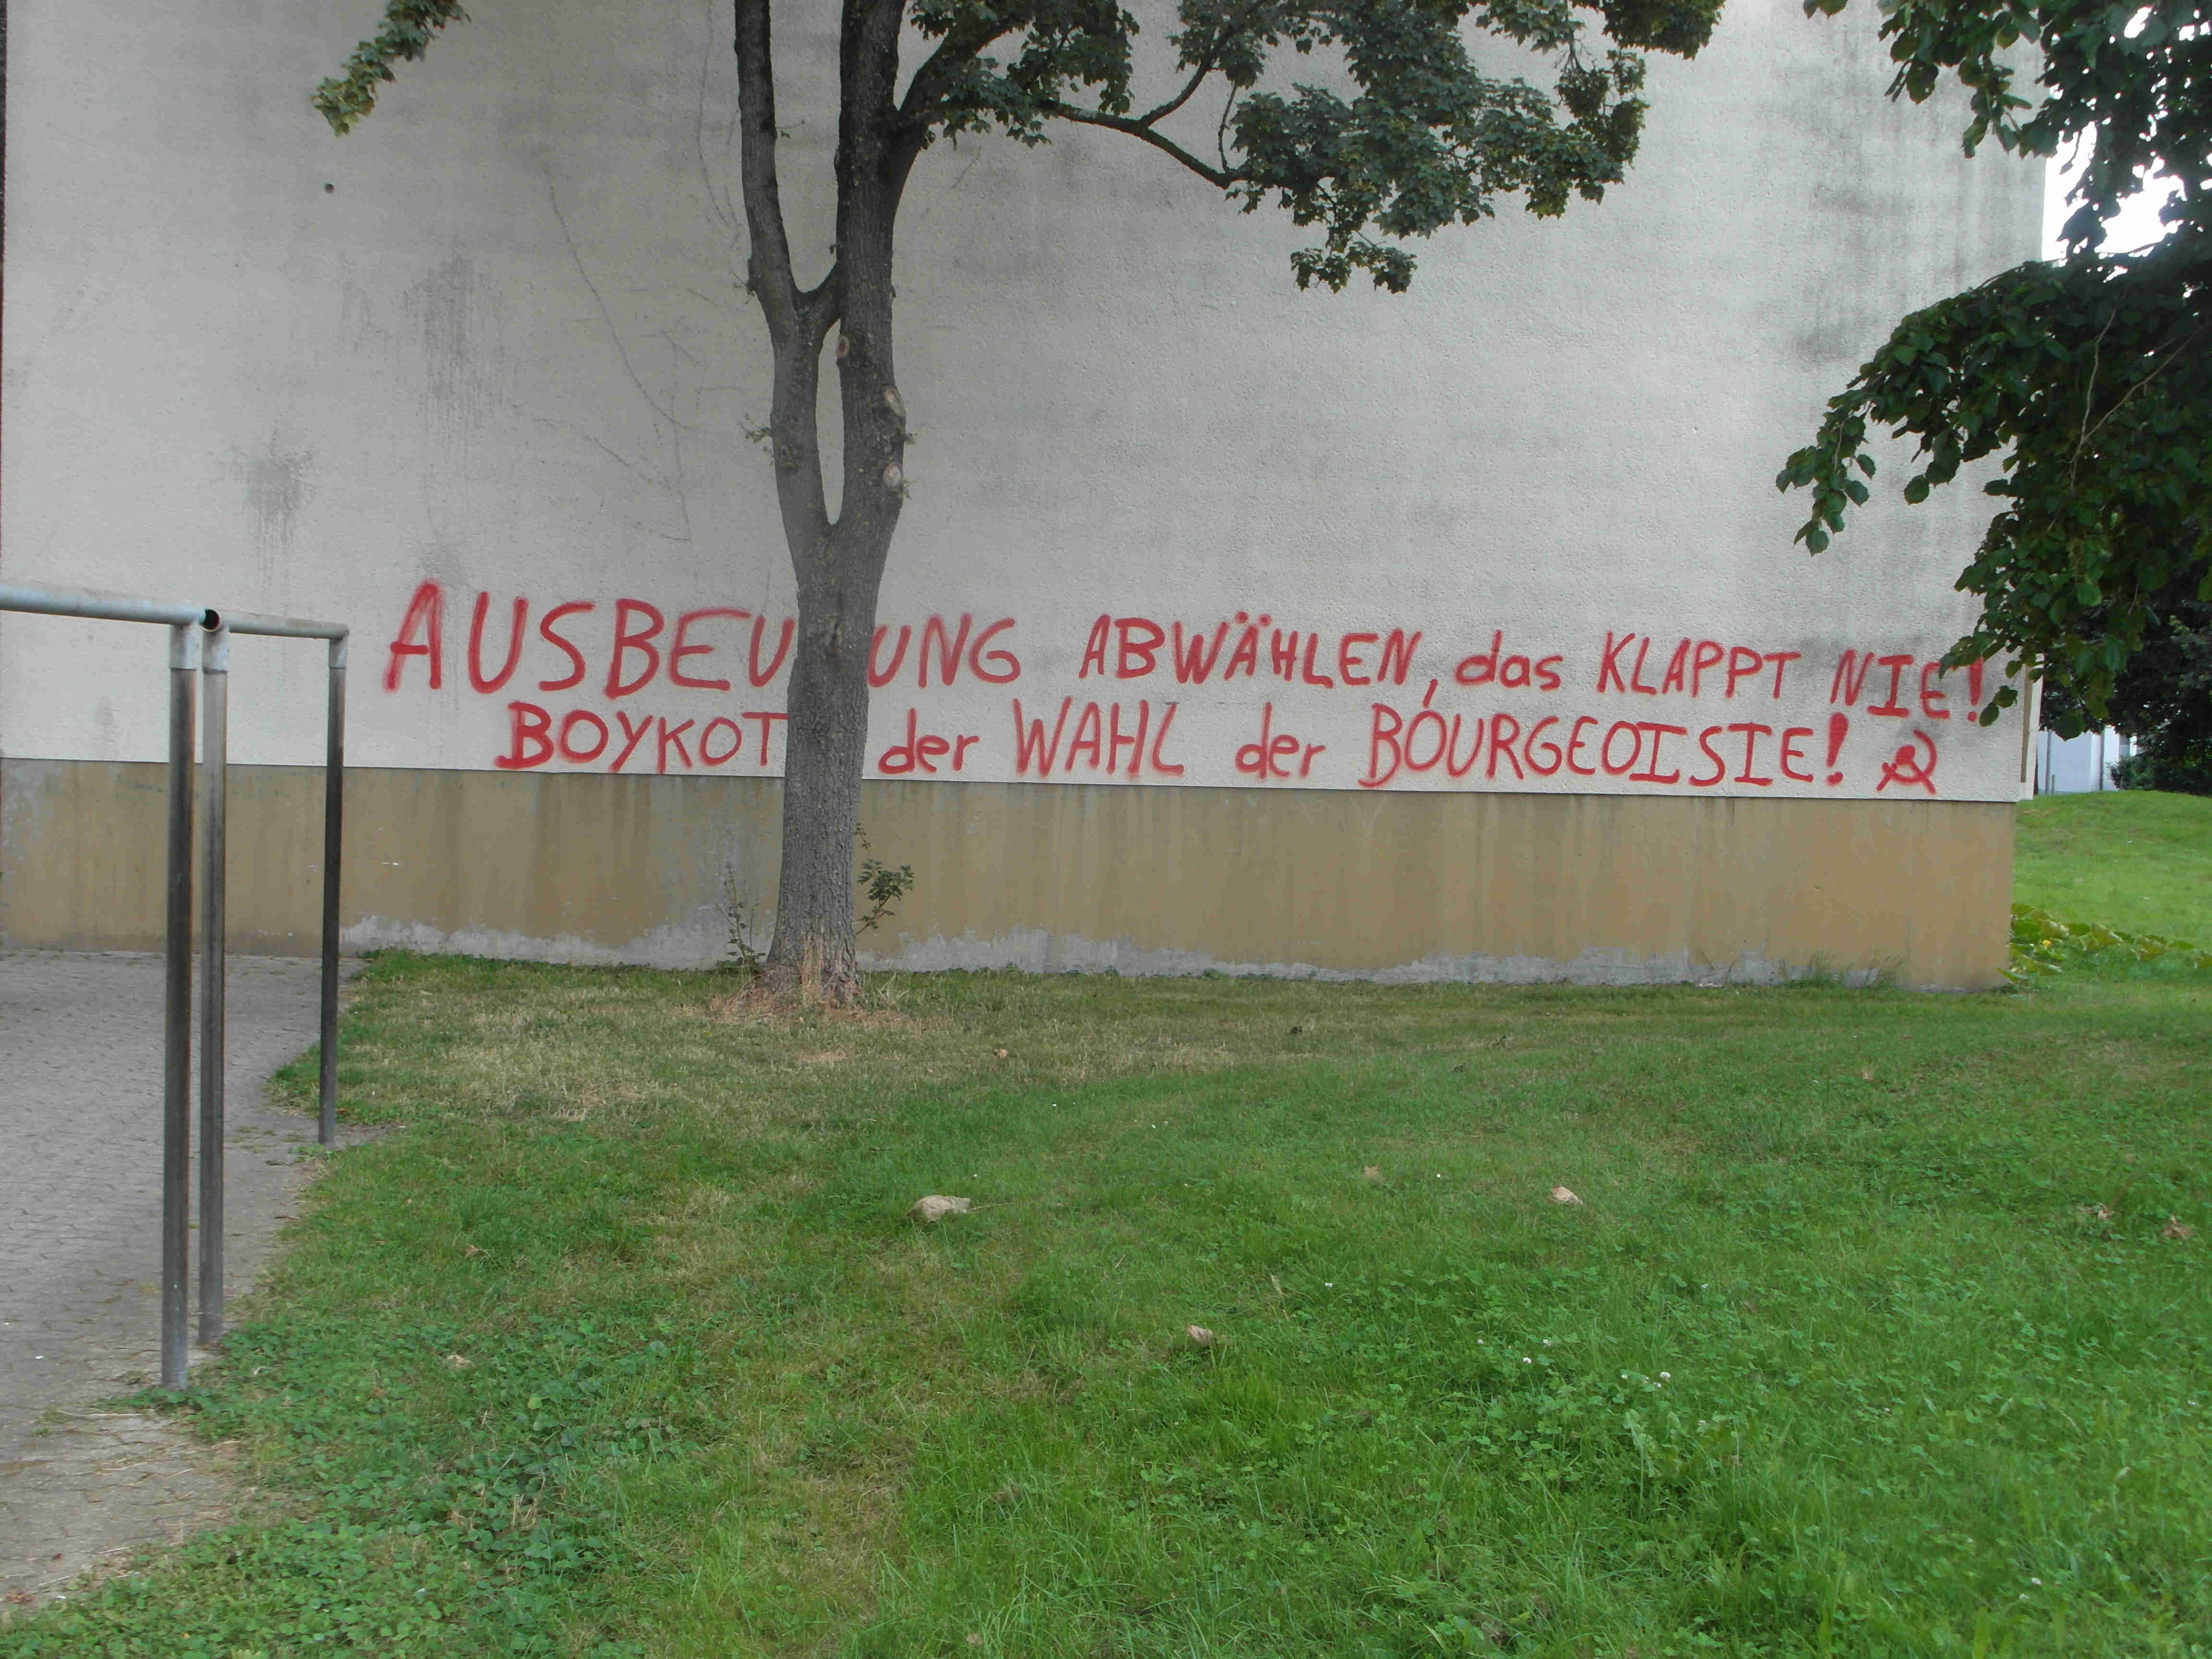 AUSBEUTUNG ABWÄHLEN, das KLAPPT NIE!
BOYKOTT der WAHL der BOURGEOISIE!